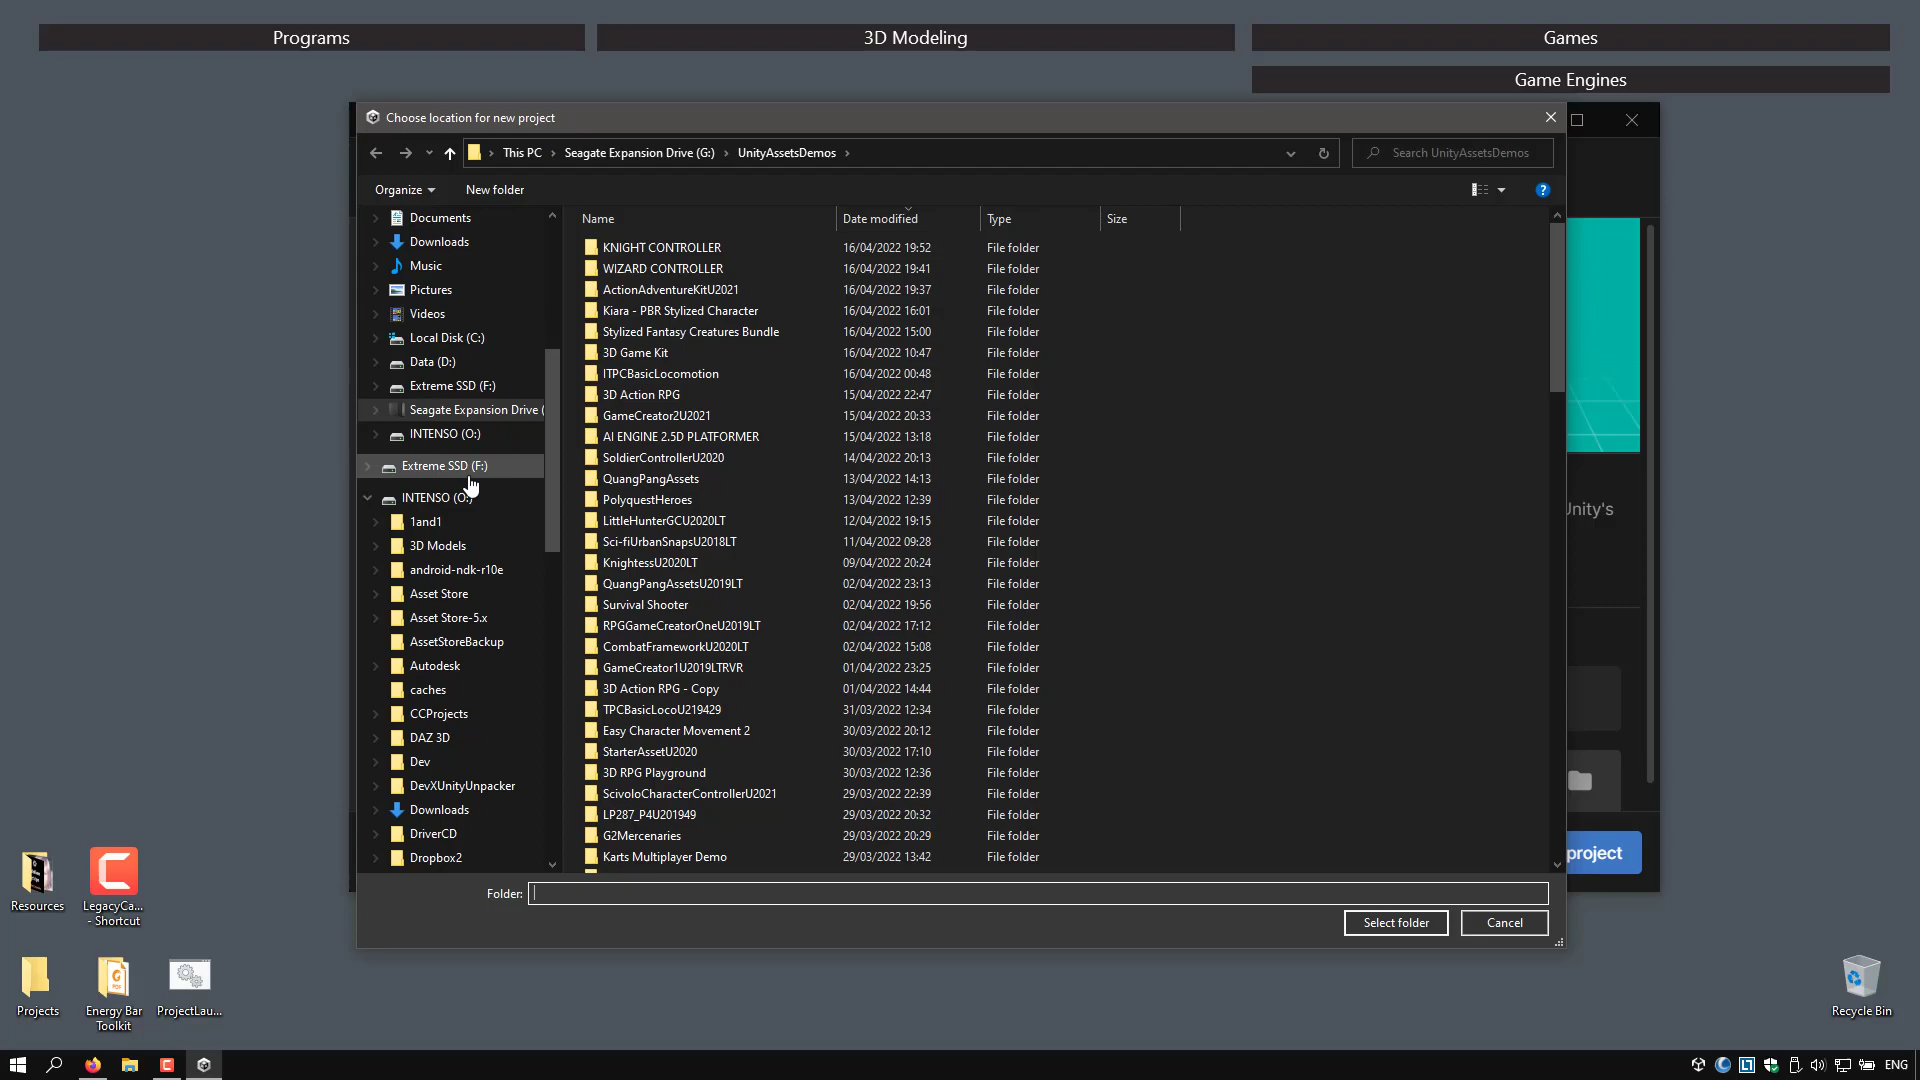 Programs
3D Modeling
Games
Game Engines
Choose location for new project
This PC
Seagate Expansion Drive (G:)
UnityAssetsDemos
Search UnityAssetsDemos
Organize
New folder
Name
Date modified
Type
Size
Documents
Downloads
Music
Pictures
Videos
Local Disk (C:)
Data (D:)
Extreme SSD (F:)
Seagate Expansion Drive (
INTENSO (O:)
Extreme SSD (F:)
INTENSO (O:)
1and1
3D Models
android-ndk-r10e
Asset Store
Asset Store-5.x
AssetStoreBackup
Autodesk
caches
CCProjects
DAZ 3D
Dev
DevXUnityUnpacker
Downloads
DriverCD
Dropbox2
KNIGHT CONTROLLER 16/04/2022 19:52 File folder
WIZARD CONTROLLER 16/04/2022 19:41 File folder
ActionAdventureKitU2021 16/04/2022 19:37 File folder
Kiara - PBR Stylized Character 16/04/2022 16:01 File folder
Stylized Fantasy Creatures Bundle 16/04/2022 15:00 File folder
3D Game Kit 16/04/2022 10:47 File folder
ITPCBasicLocomotion 16/04/2022 00:48 File folder
3D Action RPG 15/04/2022 22:47 File folder
GameCreator2U2021 15/04/2022 20:33 File folder
AI ENGINE 2.5D PLATFORMER 15/04/2022 13:18 File folder
SoldierControllerU2020 14/04/2022 20:13 File folder
QuangPangAssets 13/04/2022 14:13 File folder
PolyquestHeroes 13/04/2022 12:39 File folder
LittleHunterGCU2020LT 12/04/2022 19:15 File folder
Sci-fiUrbanSnapsU2018LT 11/04/2022 09:28 File folder
KnightessU2020LT 09/04/2022 20:24 File folder
QuangPangAssetsU2019LT 02/04/2022 23:13 File folder
Survival Shooter 02/04/2022 19:56 File folder
RPGGameCreatorOneU2019LT 02/04/2022 17:12 File folder
CombatFrameworkU2020LT 02/04/2022 15:08 File folder
GameCreator1U2019LTRVR 01/04/2022 23:25 File folder
3D Action RPG - Copy 01/04/2022 14:44 File folder
TPCBasicLocoU219429 31/03/2022 12:34 File folder
Easy Character Movement 2 30/03/2022 20:12 File folder
StarterAssetU2020 30/03/2022 17:10 File folder
3D RPG Playground 30/03/2022 12:36 File folder
ScivoloCharacterControllerU2021 29/03/2022 22:39 File folder
LP287_P4U201949 29/03/2022 20:32 File folder
G2Mercenaries 29/03/2022 20:29 File folder
Karts Multiplayer Demo 29/03/2022 13:42 File folder
Unity's
project
Folder:
Select folder
Cancel
Resources
LegacyCa...
- Shortcut
Projects
Energy Bar
Toolkit
ProjectLau...
Recycle Bin
ENG